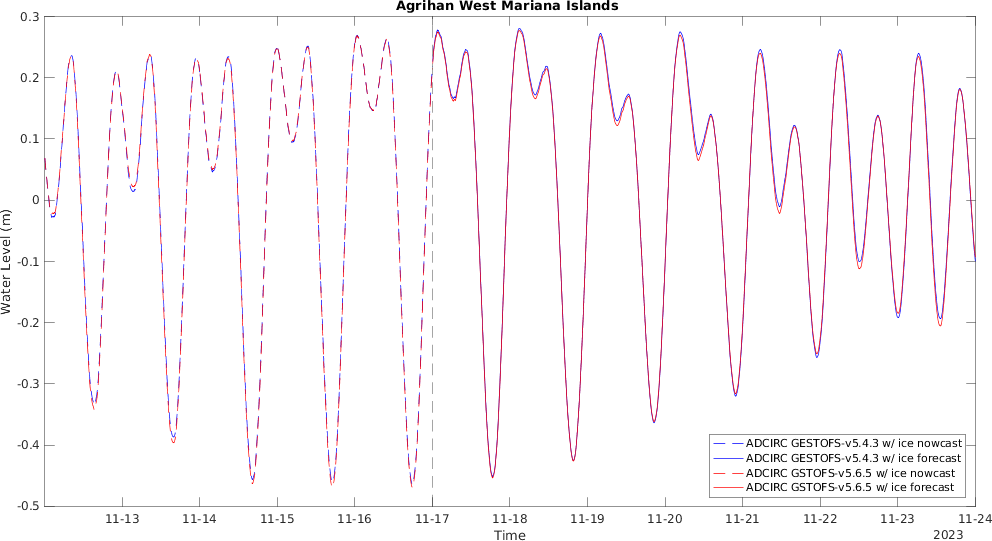 Agrihan West Mariana Islands
0.3
0.2
0.1
0
-0.1
-0.2
-0.3
-0.4
-0.5
Water Level (m)
ADCIRC GESTOFS-v5.4.3 w/ ice nowcast
ADCIRC GESTOFS-v5.4.3 w/ ice forecast
ADCIRC GSTOFS-v5.6.5 w/ ice nowcast
ADCIRC GSTOFS-v5.6.5 w/ ice forecast
11-13 11-14 11-15 11-16 11-17 11-18 11-19 11-20 11-21 11-22 11-23 11-24
Time
2023